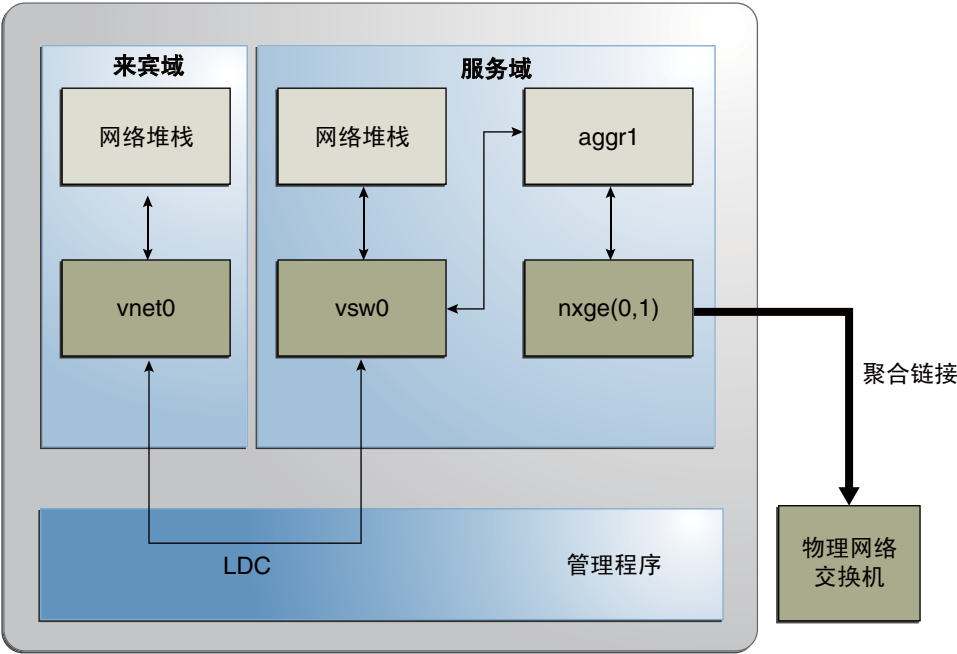 来宾域
服务域
网络堆栈
网络堆栈
aggr1
vnet0
vsw0
nxge(0,1)
聚合链接
LDC
管理程序
物理网络
交换机